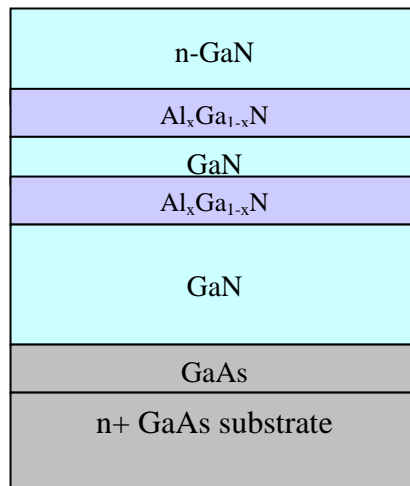 n-GaN
AlₓGa₁₋ₓN
GaN
AlₓGa₁₋ₓN
GaN
GaAs
n+ GaAs substrate